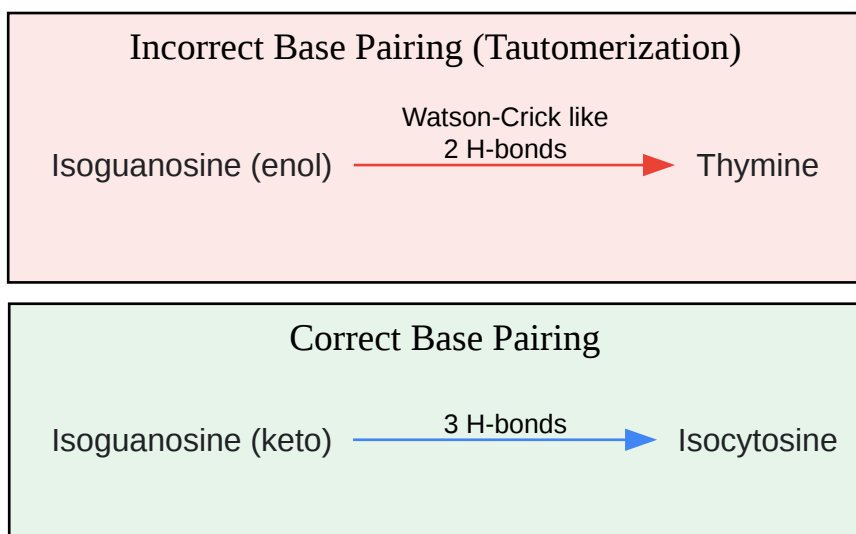 Incorrect Base Pairing (Tautomerization)
Watson-Crick like
2 H-bonds
Isoguanosine (enol)
Thymine
Correct Base Pairing
3 H-bonds
Isoguanosine (keto)
Isocytosine